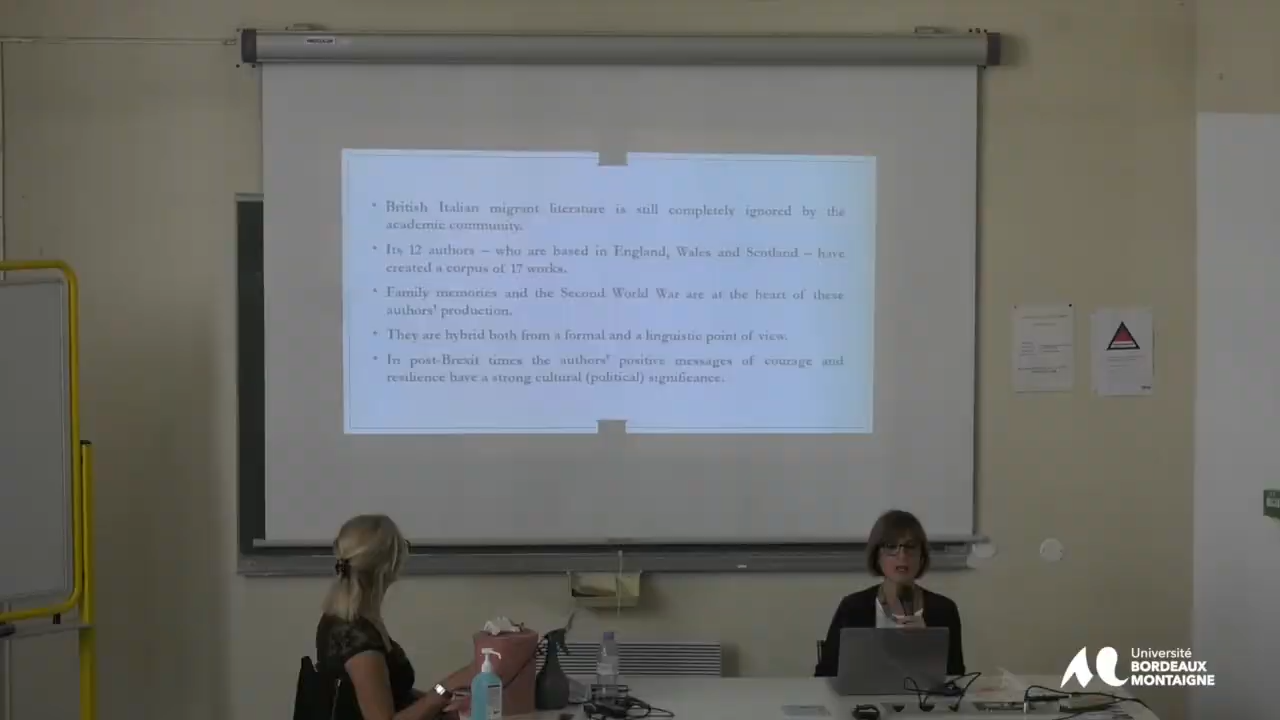 British Italian migrant literature is still completely ignored by the
academic community.
Its 12 authors – who are based in England, Wales and Scotland – have
created a corpus of 17 works.
Family memories and the Second World War are at the heart of these
authors' production.
They are hybrid both from a formal and a linguistic point of view.
In post-Brexit times the authors' positive messages of courage and
resilience have a strong cultural (political) significance.
Université
BORDEAUX
MONTAIGNE